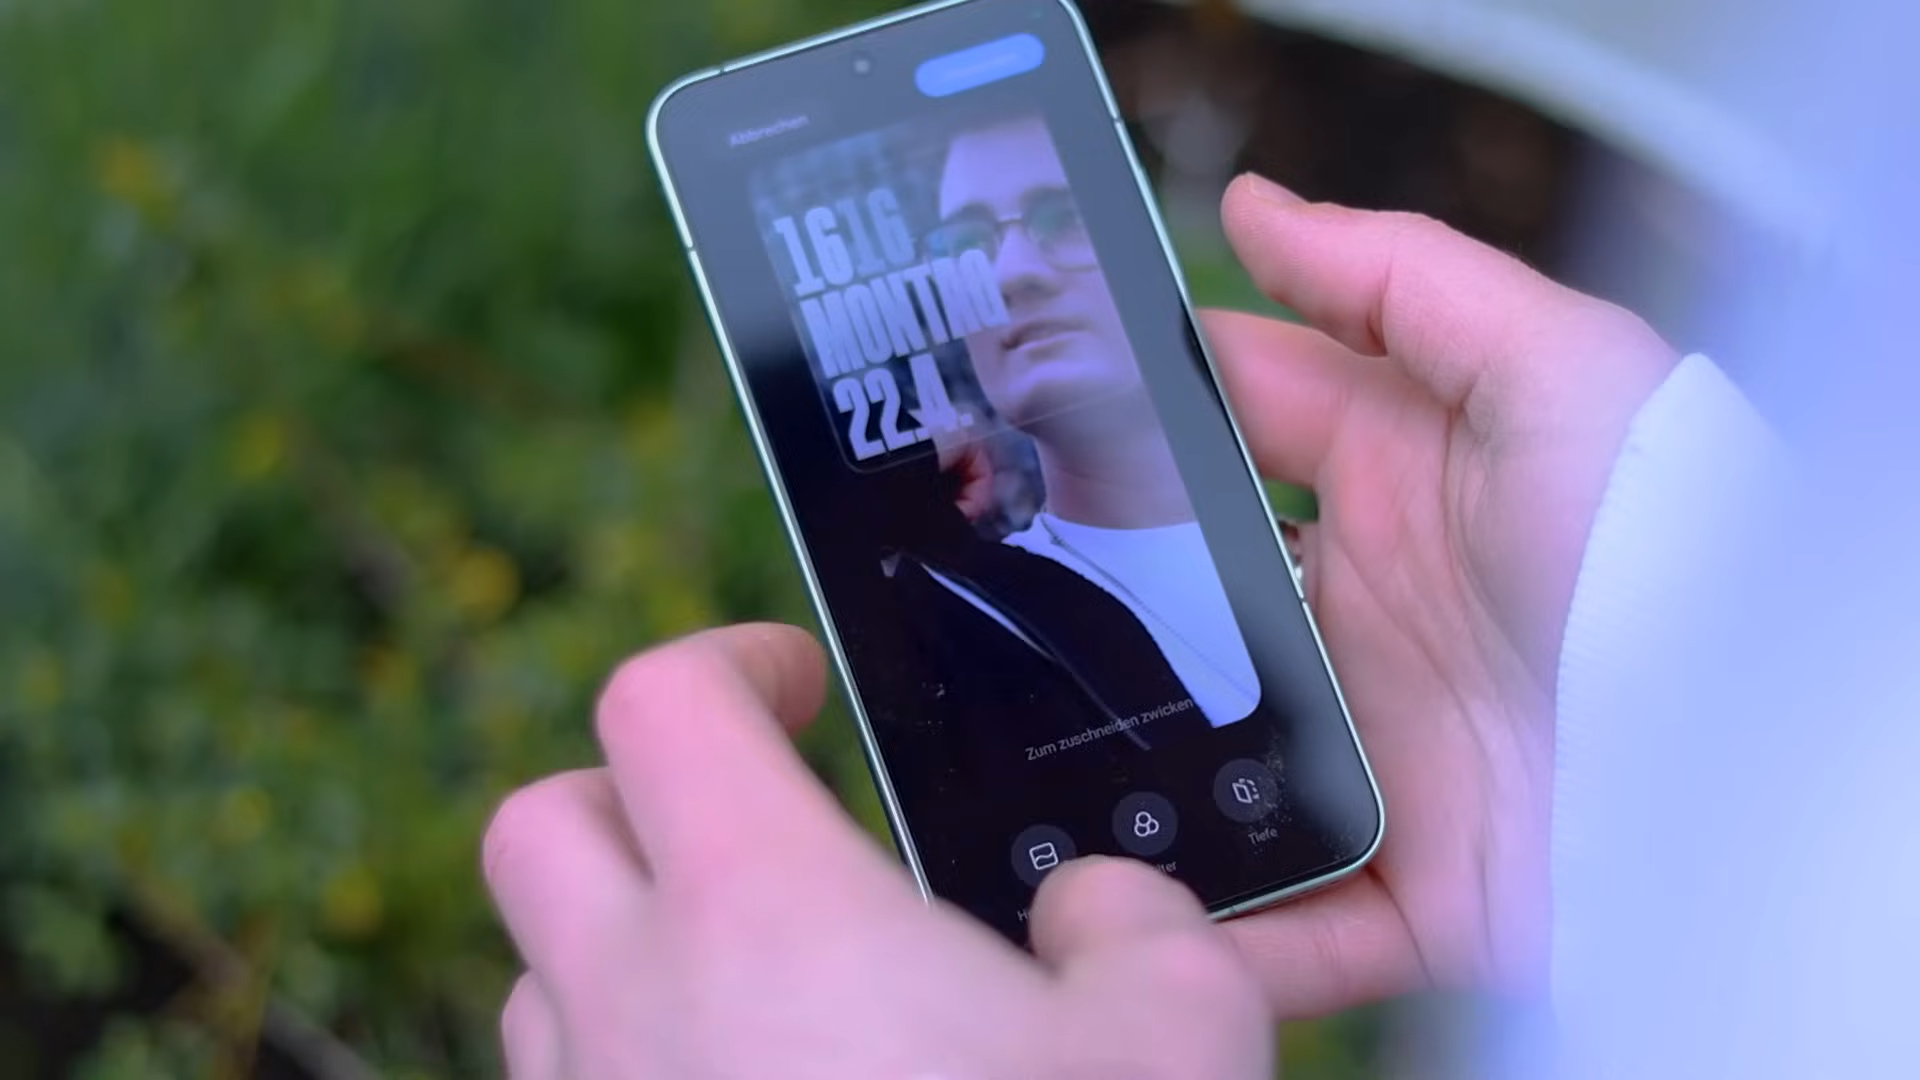 Abbrechen
1616
MONTAG
22.4.
Zum zuschneiden zwicken
Tiefe